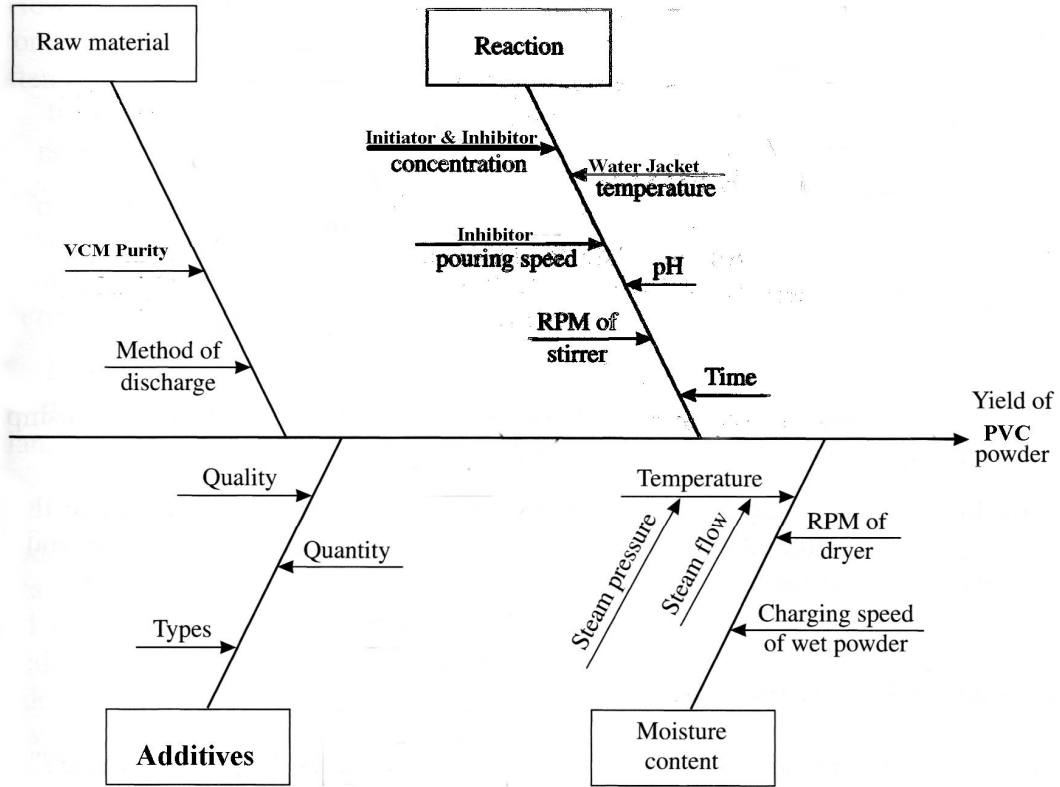 Raw material
Reaction
Initiator & Inhibitor
concentration
Water Jacket
temperature
VCM Purity
Inhibitor
pouring speed
pH
RPM of
stirrer
Method of
discharge
Time
Yield of
PVC
powder
Quality
Quantity
Types
Temperature
Steam pressure
Steam flow
RPM of
dryer
Charging speed
of wet powder
Additives
Moisture
content